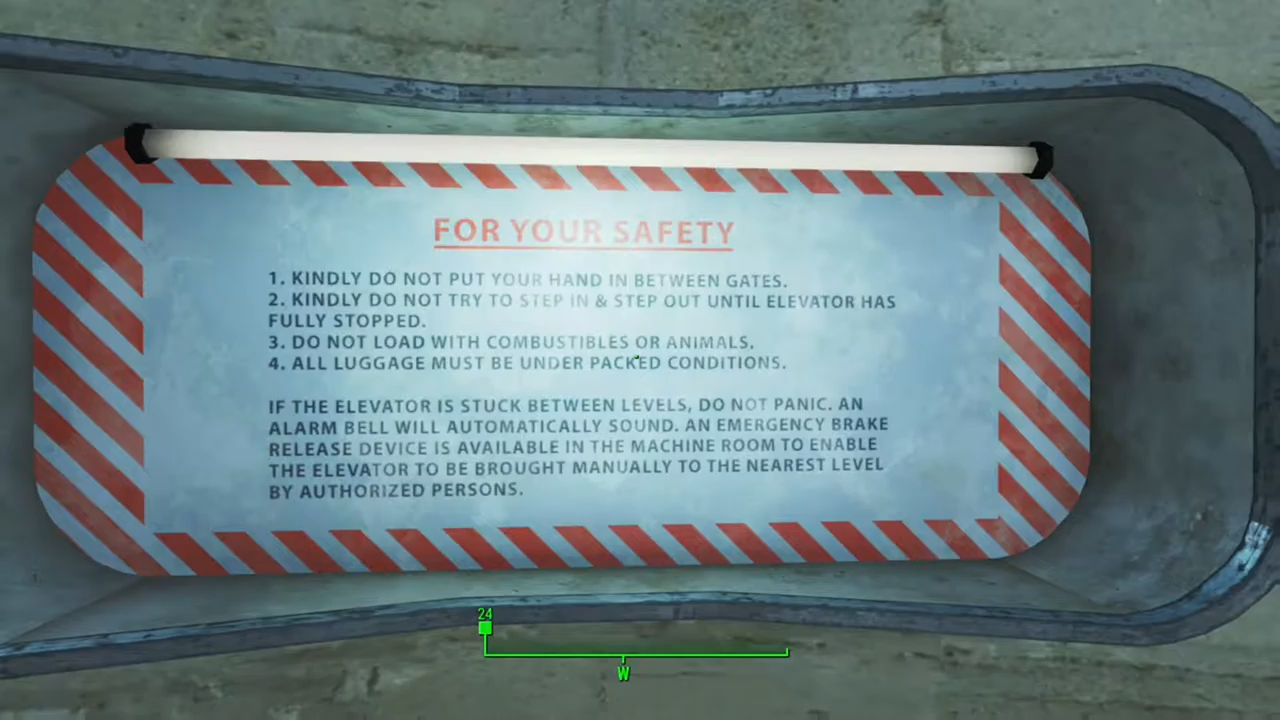 FOR YOUR SAFETY
1. KINDLY DO NOT PUT YOUR HAND IN BETWEEN GATES.
2. KINDLY DO NOT TRY TO STEP IN & STEP OUT UNTIL ELEVATOR HAS
FULLY STOPPED.
3. DO NOT LOAD WITH COMBUSTIBLES OR ANIMALS.
4. ALL LUGGAGE MUST BE UNDER PACKED CONDITIONS.
IF THE ELEVATOR IS STUCK BETWEEN LEVELS, DO NOT PANIC. AN
ALARM BELL WILL AUTOMATICALLY SOUND. AN EMERGENCY BRAKE
RELEASE DEVICE IS AVAILABLE IN THE MACHINE ROOM TO ENABLE
THE ELEVATOR TO BE BROUGHT MANUALLY TO THE NEAREST LEVEL
BY AUTHORIZED PERSONS.
24
W